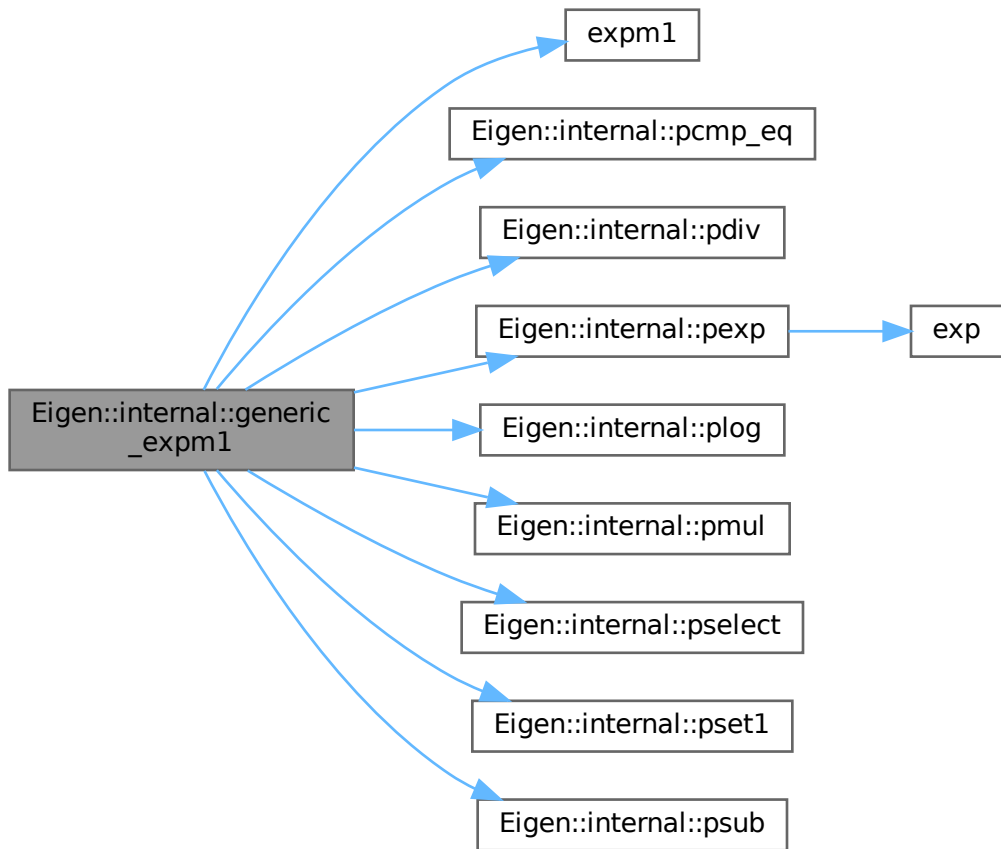 expm1
Eigen::internal::pcmp_eq
Eigen::internal::pdiv
Eigen::internal::pexp
exp
Eigen::internal::generic
_expm1
Eigen::internal::plog
Eigen::internal::pmul
Eigen::internal::pselect
Eigen::internal::pset1
Eigen::internal::psub